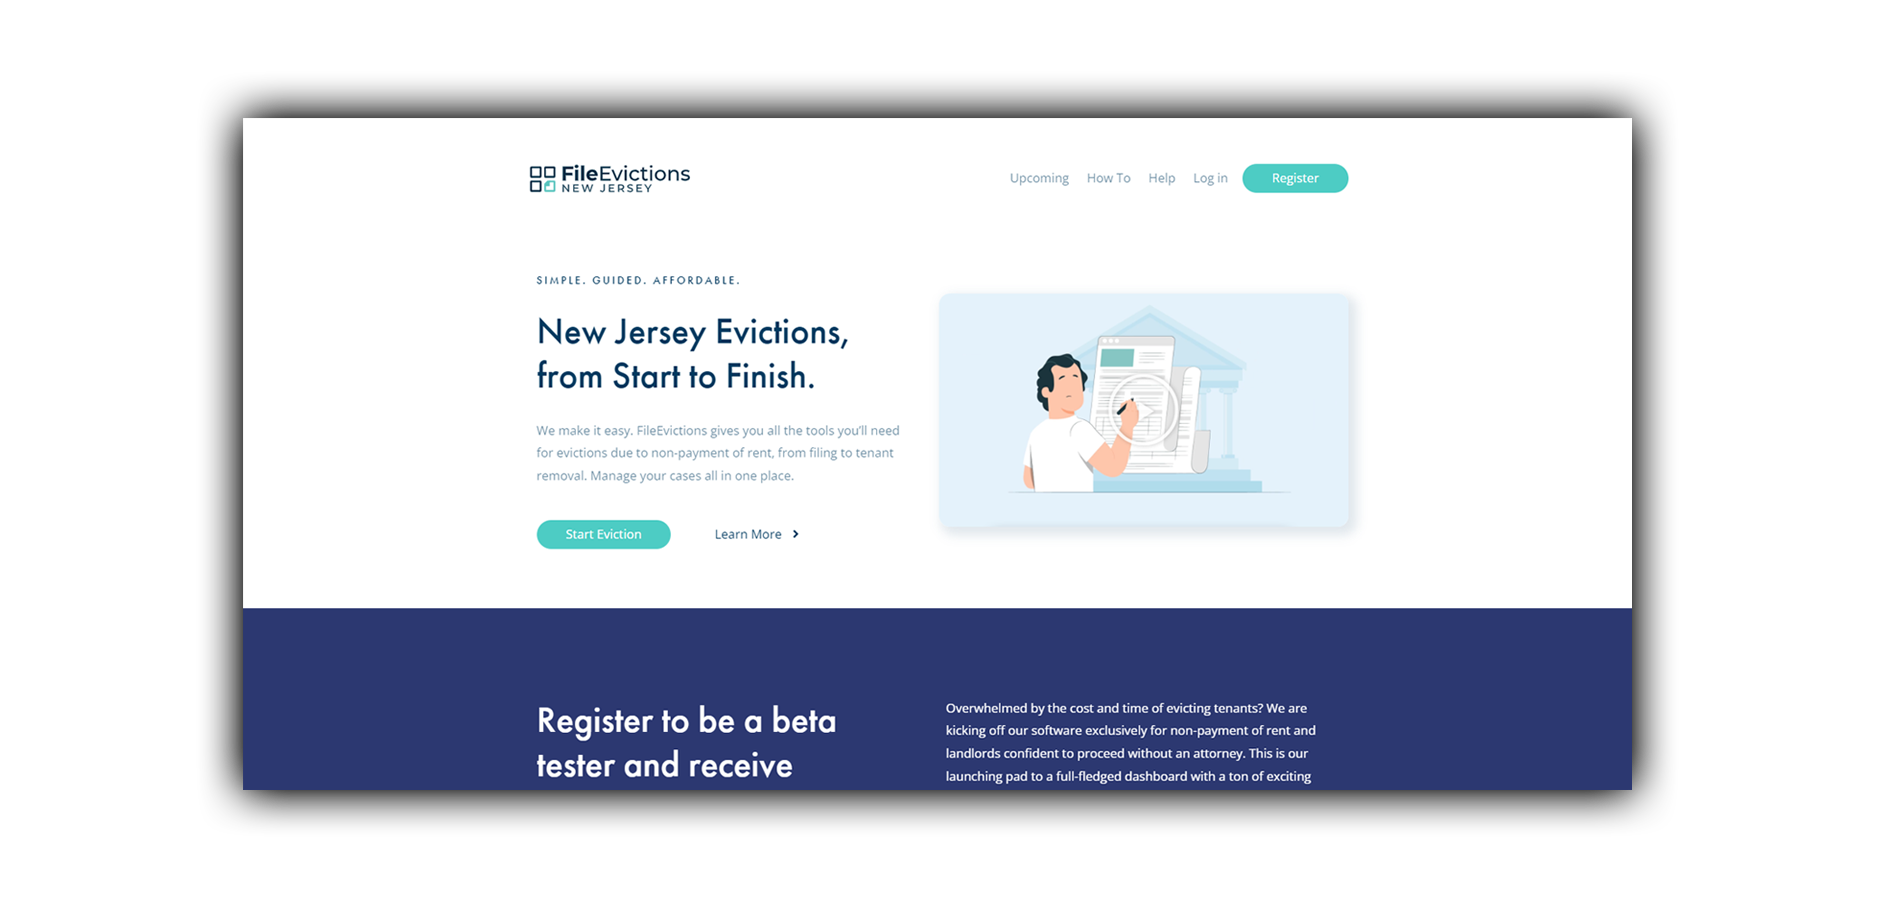 FileEvictions
NEW JERSEY
Upcoming How To Help Log in Register
SIMPLE. GUIDED. AFFORDABLE.
New Jersey Evictions,
from Start to Finish.
We make it easy. FileEvictions gives you all the tools you’ll need
for evictions due to non-payment of rent, from filing to tenant
removal. Manage your cases all in one place.
Start Eviction Learn More
Register to be a beta
tester and receive
Overwhelmed by the cost and time of evicting tenants? We are
kicking off our software exclusively for non-payment of rent and
landlords confident to proceed without an attorney. This is our
launching pad to a full-fledged dashboard with a ton of exciting